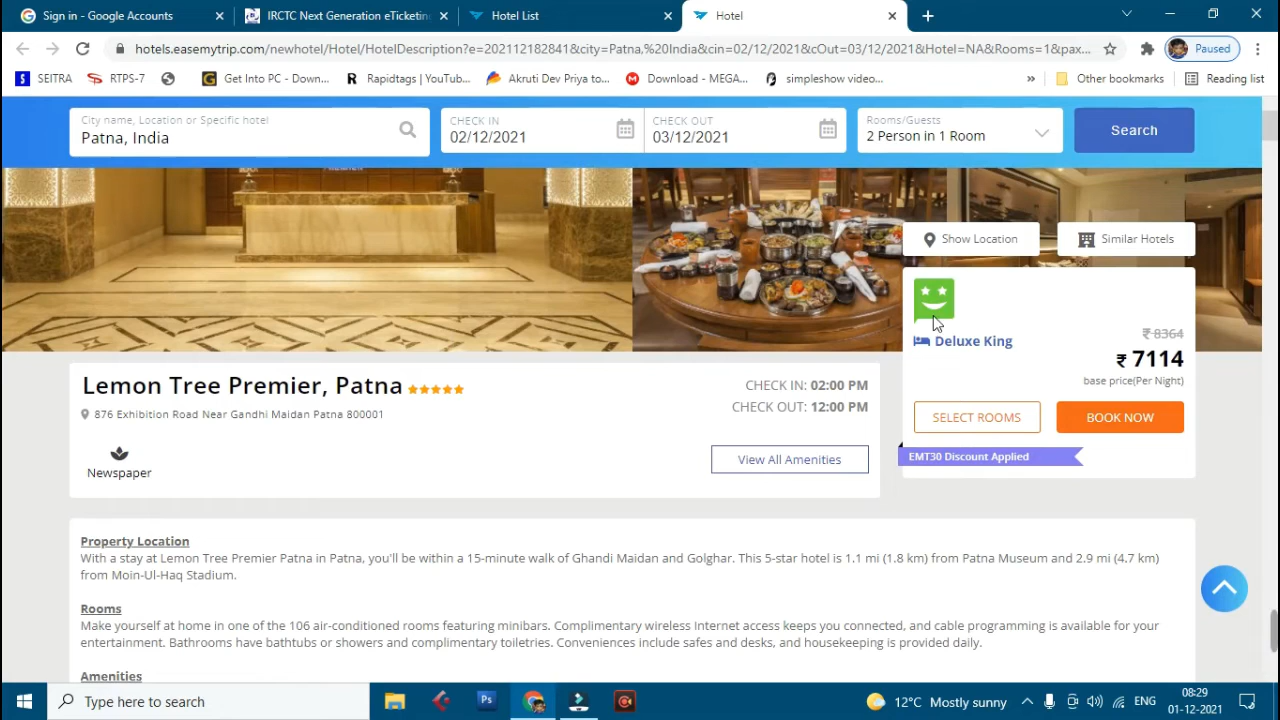 Sign in - Google Accounts
IRCTC Next Generation eTicketin
Hotel List
Hotel
hotels.easemytrip.com/newhotel/Hotel/HotelDescription?e=2021121828​41&city=Patna,%20India&cin=02/12/2021&cOut=03/12/2021&Hotel=NA&Rooms=1&pax...
Paused
SEITRA
RTPS-7
Get Into PC - Down...
Rapidtags | YouTub...
Akruti Dev Priya to...
Download - MEGA...
simpleshow video...
»
Other bookmarks
Reading list
City name, Location or Specific hotel
Patna, India
CHECK IN
02/12/2021
CHECK OUT
03/12/2021
Rooms/Guests
2 Person in 1 Room
Search
Show Location
Similar Hotels
Deluxe King
₹ 8364
₹ 7114
base price(Per Night)
SELECT ROOMS
BOOK NOW
EMT30 Discount Applied
Lemon Tree Premier, Patna
876 Exhibition Road Near Gandhi Maidan Patna 800001
CHECK IN: 02:00 PM
CHECK OUT: 12:00 PM
Newspaper
View All Amenities
Property Location
With a stay at Lemon Tree Premier Patna in Patna, you'll be within a 15-minute walk of Ghandi Maidan and Golghar. This 5-star hotel is 1.1 mi (1.8 km) from Patna Museum and 2.9 mi (4.7 km)
from Moin-Ul-Haq Stadium.
Rooms
Make yourself at home in one of the 106 air-conditioned rooms featuring minibars. Complimentary wireless Internet access keeps you connected, and cable programming is available for your
entertainment. Bathrooms have bathtubs or showers and complimentary toiletries. Conveniences include safes and desks, and housekeeping is provided daily.
Amenities
Type here to search
Ps
12°C Mostly sunny
ENG
08:29
01-12-2021